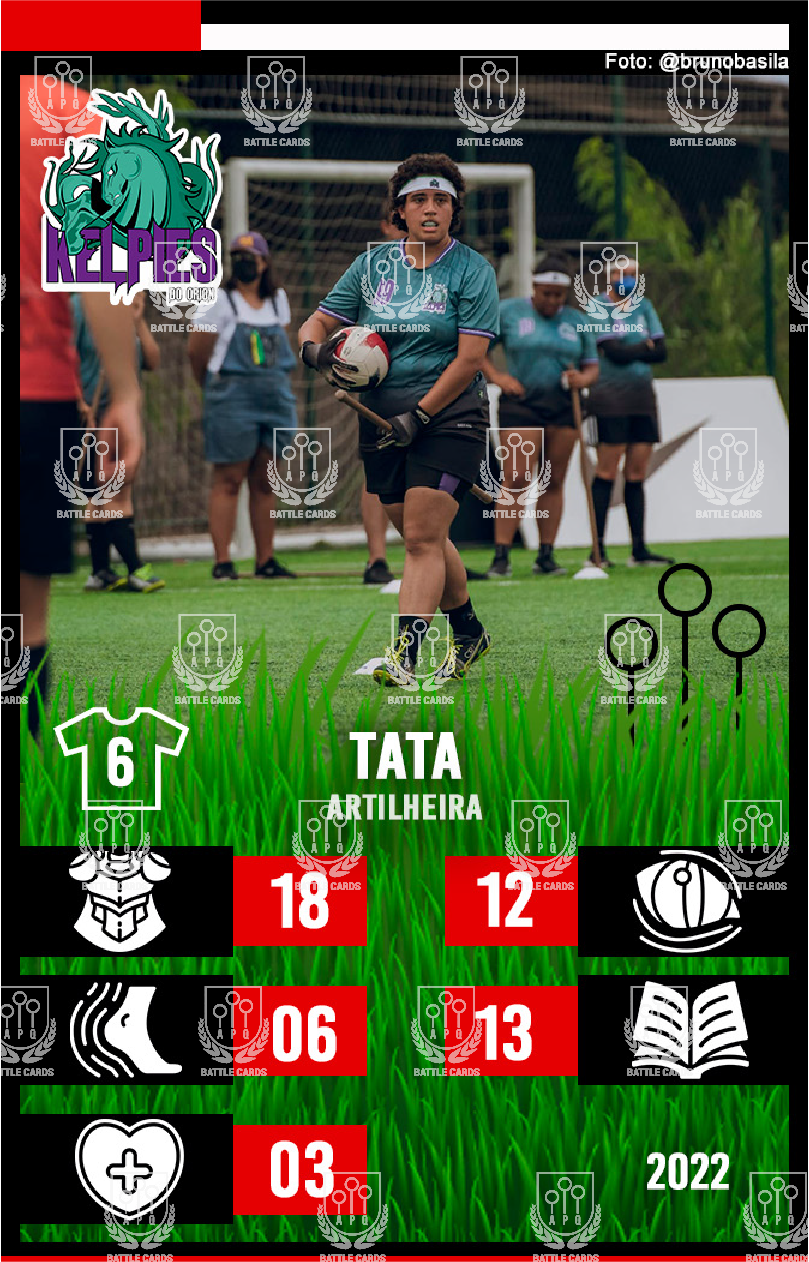 Foto: @brunobasila
KELPIES
DO ORION
6
TATA
ARTILHEIRA
18
12
06
13
03
2022
APQ
BATTLE CARDS